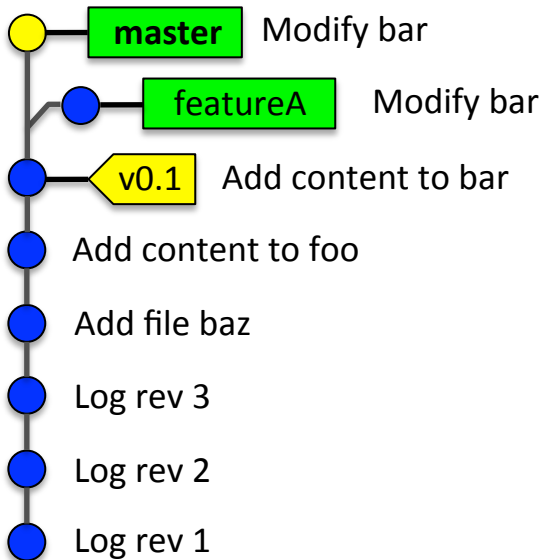 master Modify bar
featureA Modify bar
v0.1 Add content to bar
Add content to foo
Add file baz
Log rev 3
Log rev 2
Log rev 1